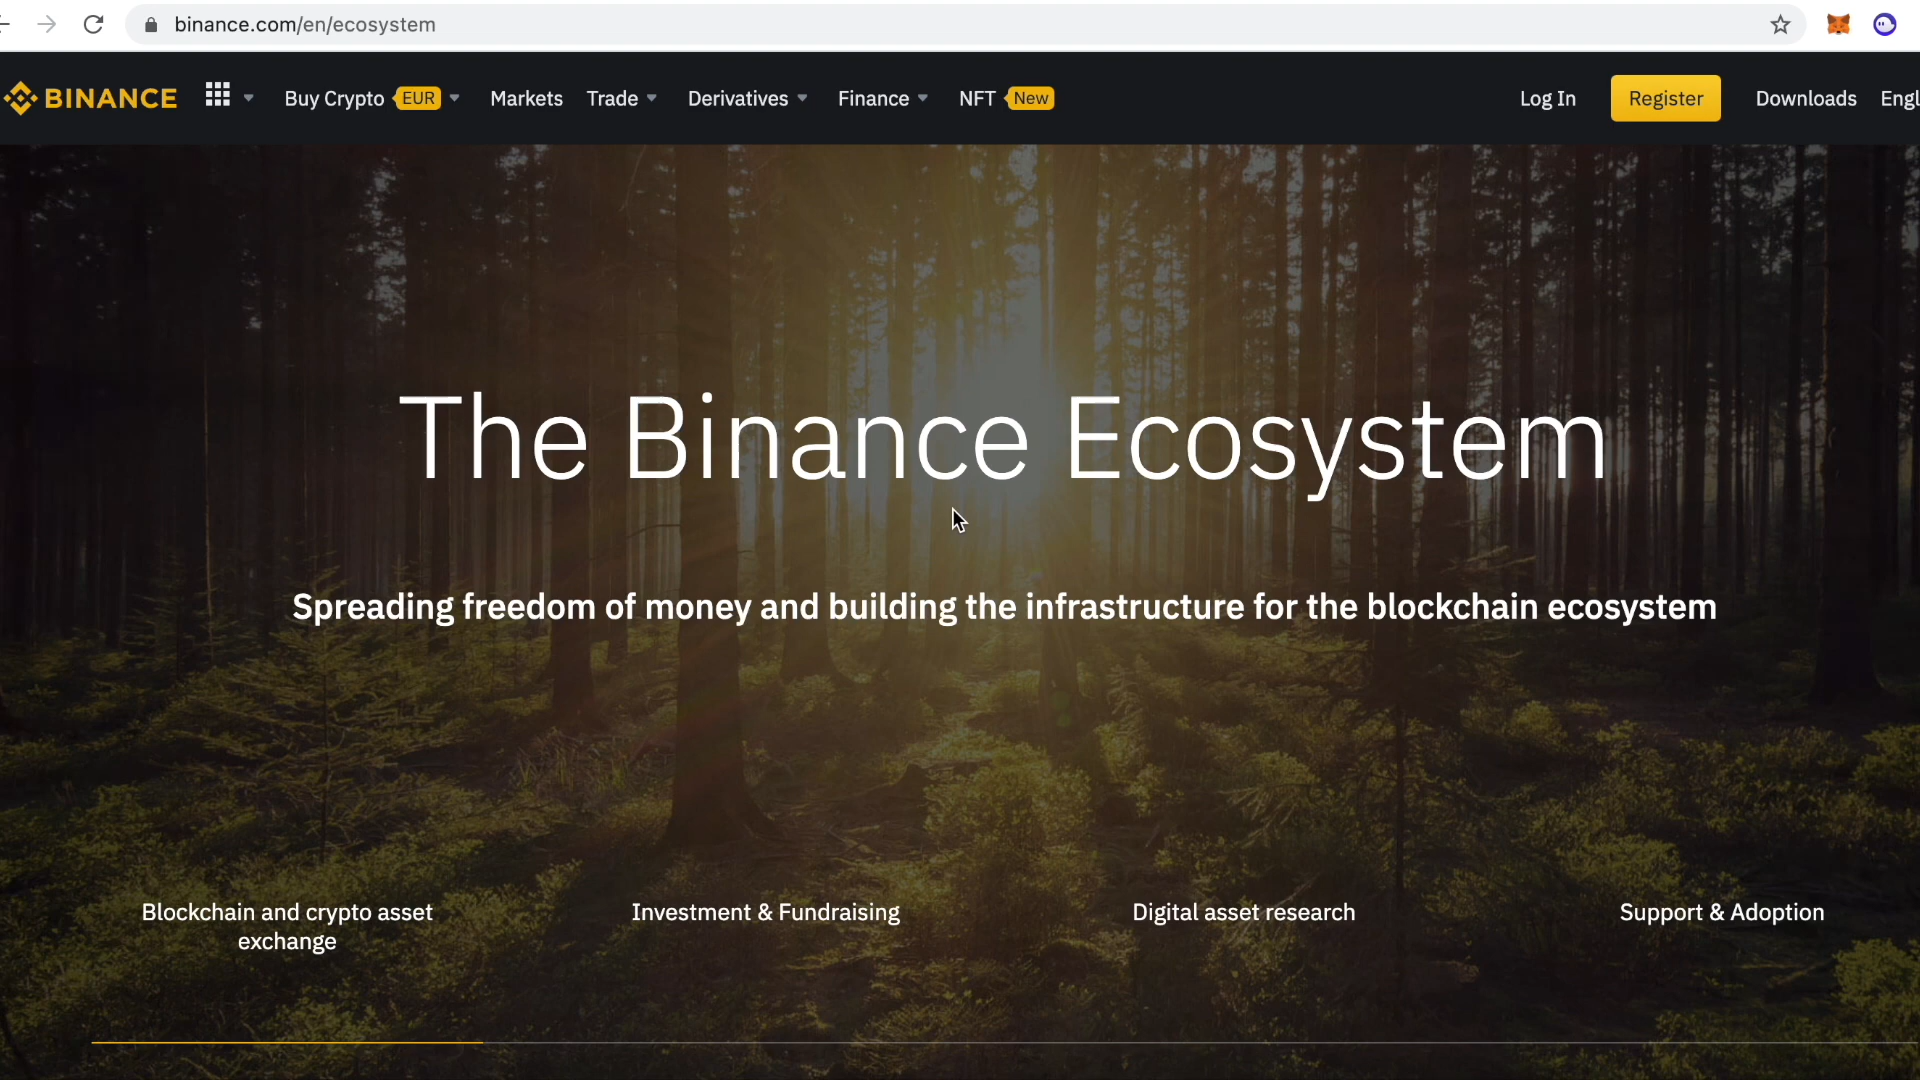 binance.com/en/ecosystem
BINANCE Buy Crypto EUR Markets Trade Derivatives Finance NFT New Log In Register Downloads Engl
The Binance Ecosystem
Spreading freedom of money and building the infrastructure for the blockchain ecosystem
Blockchain and crypto asset
exchange
Investment & Fundraising
Digital asset research
Support & Adoption